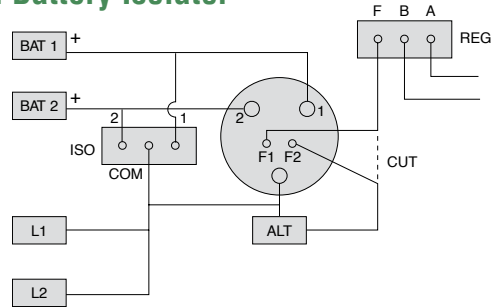 Battery Isolator
F B A
REG
BAT 1 +
BAT 2 +
2 1
2 1
ISO
COM
F1 F2
CUT
L1
ALT
L2